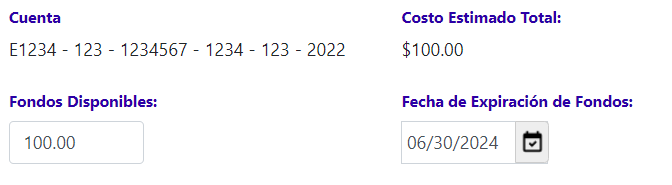 Cuenta
E1234 - 123 - 1234567 - 1234 - 123 - 2022
Costo Estimado Total:
$100.00
Fondos Disponibles:
100.00
Fecha de Expiración de Fondos:
06/30/2024